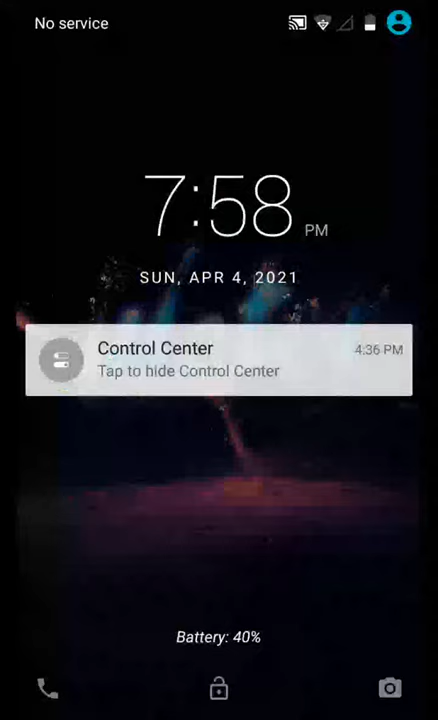 No service
7:58 PM
SUN, APR 4, 2021
Control Center 4:36 PM
Tap to hide Control Center
Battery: 40%